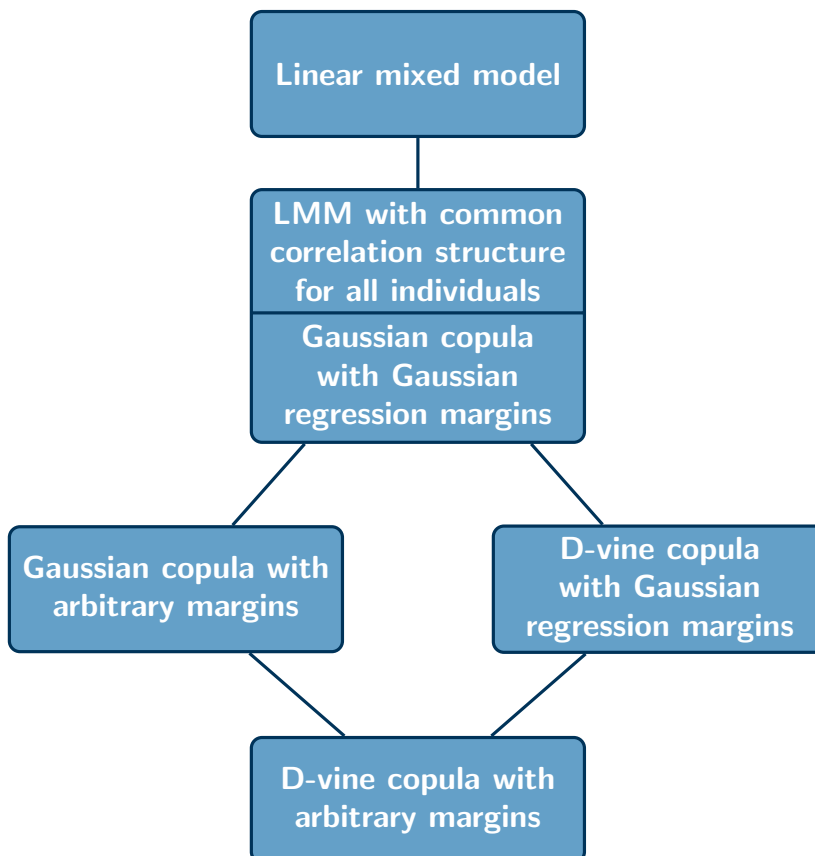 Linear mixed model
LMM with common
correlation structure
for all individuals
Gaussian copula
with Gaussian
regression margins
Gaussian copula with
arbitrary margins
D-vine copula
with Gaussian
regression margins
D-vine copula with
arbitrary margins